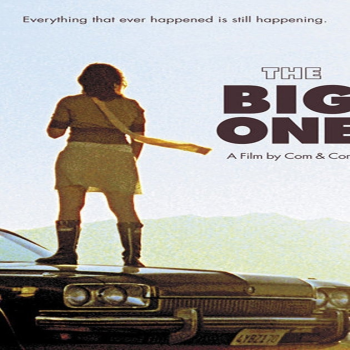 Everything that ever happened is still happening.
THE
BIG
ONE
A Film by Com & Con